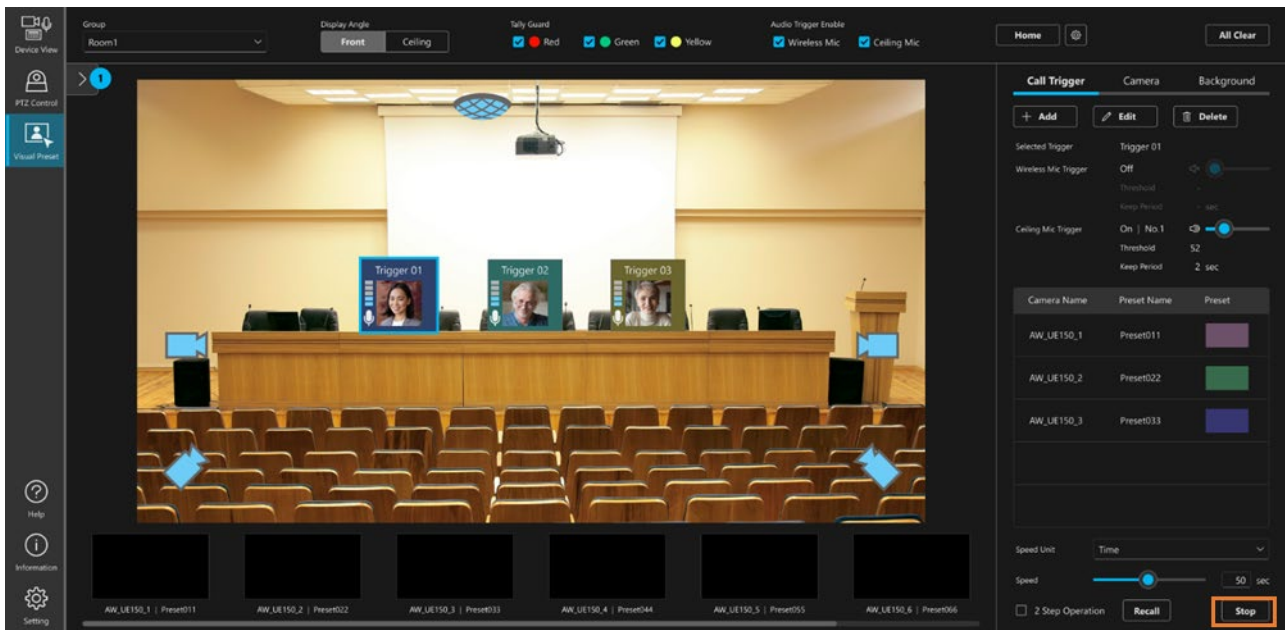 Device View
PTZ Control
Visual Preset
Help
Information
Setting
Group
Room1
Display Angle
Front Ceiling
Tally Guard
Red Green Yellow
Audio Trigger Enable
Wireless Mic Ceiling Mic
Home
All Clear
1
Trigger 01
Trigger 02
Trigger 03
AW_UE150_1 | Preset011
AW_UE150_2 | Preset022
AW_UE150_3 | Preset033
AW_UE150_4 | Preset044
AW_UE150_5 | Preset055
AW_UE150_6 | Preset066
Call Trigger Camera Background
+ Add Edit Delete
Selected Trigger Trigger 01
Wireless Mic Trigger Off
Threshold -
Keep Period - sec
Ceiling Mic Trigger On | No.1
Threshold 52
Keep Period 2 sec
Camera Name Preset Name Preset
AW_UE150_1 Preset011
AW_UE150_2 Preset022
AW_UE150_3 Preset033
Speed Unit Time
Speed 50 sec
2 Step Operation Recall Stop